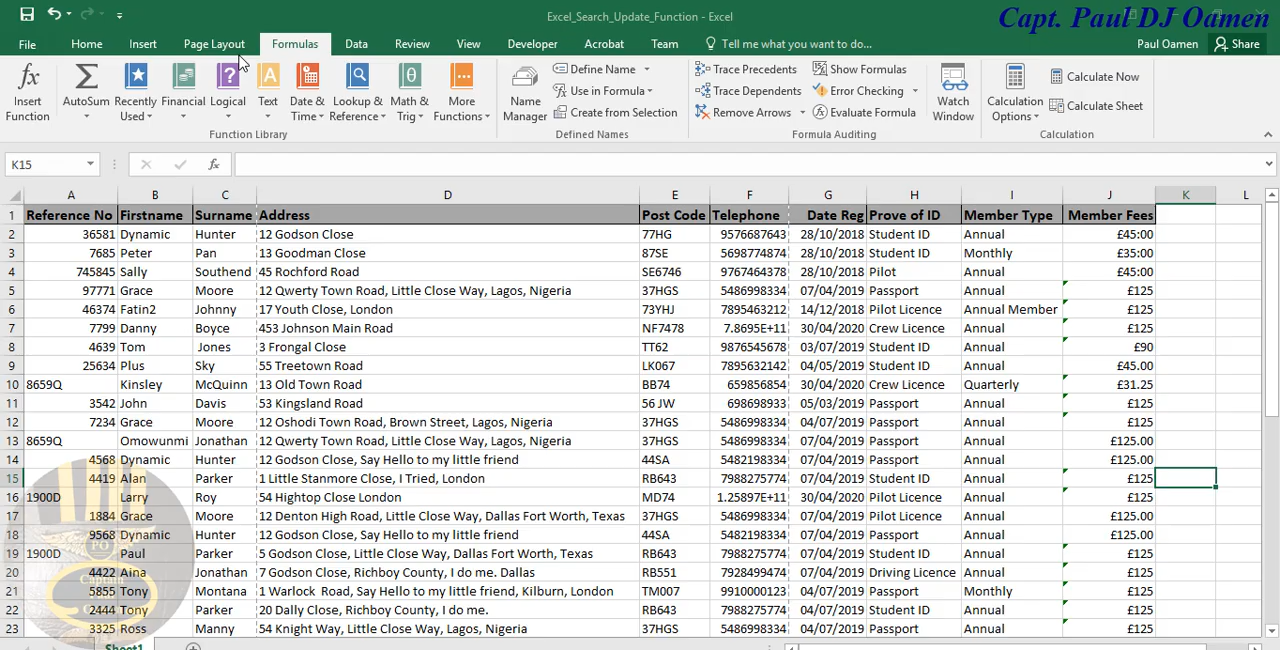 Excel_Search_Update_Function - Excel
Capt. Paul DJ Oamen
File Home Insert Page Layout Formulas Data Review View Developer Acrobat Team Tell me what you want to do... Paul Oamen Share
Insert Function AutoSum Recently Used Financial Logical Text Date & Time Lookup & Reference Math & Trig More Functions
Function Library
Name Manager Define Name Use in Formula Create from Selection
Defined Names
Trace Precedents Trace Dependents Remove Arrows Show Formulas Error Checking Evaluate Formula Watch Window
Formula Auditing
Calculation Options Calculate Now Calculate Sheet
Calculation
K15 fx
A B C D E F G H I J K L
1 Reference No Firstname Surname Address Post Code Telephone Date Reg Prove of ID Member Type Member Fees
2 36581 Dynamic Hunter 12 Godson Close 77HG 9576687643 28/10/2018 Student ID Annual £45:00
3 7685 Peter Pan 13 Goodman Close 87SE 5698774874 28/10/2018 Student ID Monthly £35:00
4 745845 Sally Southend 45 Rochford Road SE6746 9767464378 28/10/2018 Pilot Annual £45:00
5 97771 Grace Moore 12 Qwerty Town Road, Little Close Way, Lagos, Nigeria 37HGS 5486998334 07/04/2019 Passport Annual £125
6 46374 Fatin2 Johnny 17 Youth Close, London 73YHJ 7895463212 14/12/2018 Pilot Licence Annual Member £125
7 7799 Danny Boyce 453 Johnson Main Road NF7478 7.8695E+11 30/04/2020 Crew Licence Annual £125
8 4639 Tom Jones 3 Frongal Close TT62 9876545678 03/07/2019 Student ID Annual £90
9 25634 Plus Sky 55 Treetown Road LK067 7895632142 04/05/2019 Student ID Annual £45.00
10 8659Q Kinsley McQuinn 13 Old Town Road BB74 659856854 30/04/2020 Crew Licence Quarterly £31.25
11 3542 John Davis 53 Kingsland Road 56 JW 698698933 05/03/2019 Passport Annual £125
12 7234 Grace Moore 12 Oshodi Town Road, Brown Street, Lagos, Nigeria 37HGS 5486998334 04/07/2019 Passport Annual £125
13 8659Q Omowunmi Jonathan 12 Qwerty Town Road, Little Close Way, Lagos, Nigeria 37HGS 5486998334 07/04/2019 Passport Annual £125.00
14 4568 Dynamic Hunter 12 Godson Close, Say Hello to my little friend 44SA 5482198334 07/04/2019 Passport Annual £125.00
15 4419 Alan Parker 1 Little Stanmore Close, I Tried, London RB643 7988275774 07/04/2019 Student ID Annual £125
16 1900D Larry Roy 54 Hightop Close London MD74 1.25897E+11 30/04/2020 Pilot Licence Annual £125
17 1884 Grace Moore 12 Denton High Road, Little Close Way, Dallas Fort Worth, Texas 37HGS 5486998334 07/04/2019 Pilot Licence Annual £125.00
18 9568 Dynamic Hunter 12 Godson Close, Say Hello to my little friend 44SA 5482198334 07/04/2019 Passport Annual £125.00
19 1900D Paul Parker 5 Godson Close, Little Close Way, Dallas Fort Worth, Texas RB643 7988275774 07/04/2019 Student ID Annual £125
20 4422 Aina Jonathan 7 Godson Close, Richboy County, I do me. Dallas RB551 7928499474 07/04/2019 Driving Licence Annual £125
21 5855 Tony Montana 1 Warlock Road, Say Hello to my little friend, Kilburn, London TM007 9910000123 04/07/2019 Passport Monthly £125
22 2444 Tony Parker 20 Dally Close, Richboy County, I do me. RB643 7988275774 04/07/2019 Student ID Annual £125
23 3325 Ross Manny 54 Knight Way, Little Close Way, Lagos, Nigeria 37HGS 5486998334 04/07/2019 Passport Annual £125
Sheet1